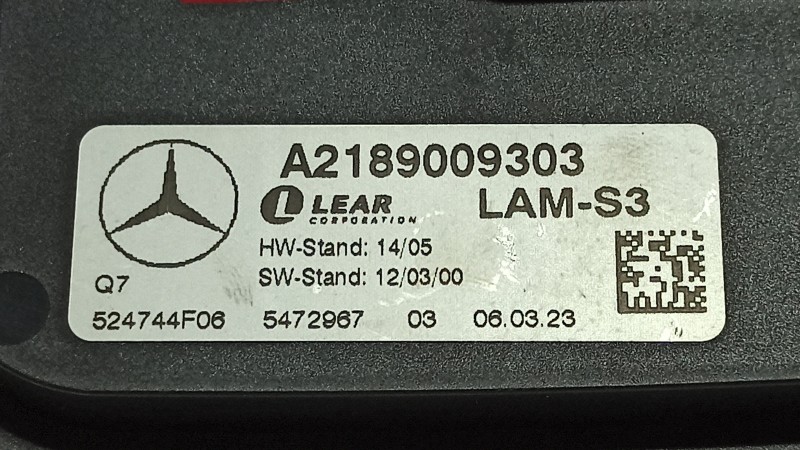 A2189009303
LEAR
CORPORATION
LAM-S3
HW-Stand: 14/05
SW-Stand: 12/03/00
Q7
524744F06 5472967 03 06.03.23